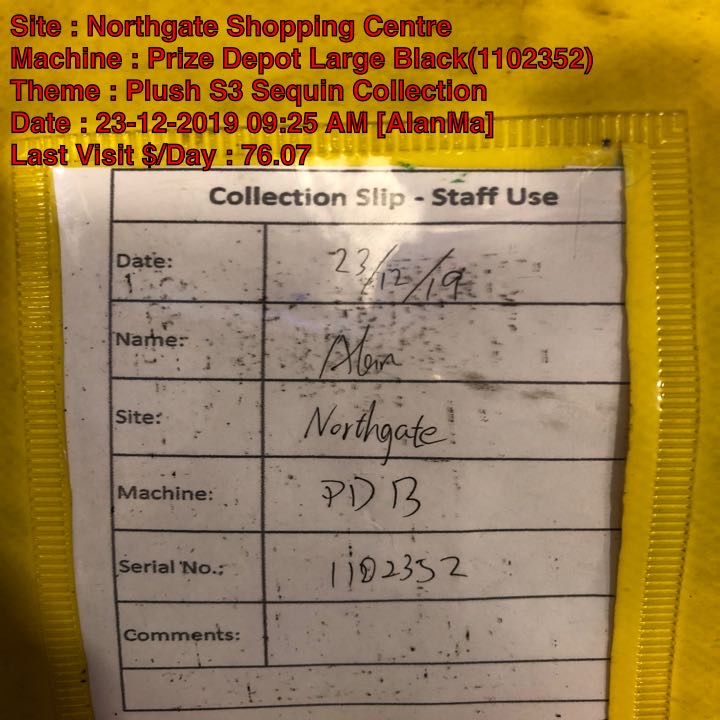 Site : Northgate Shopping Centre
Machine : Prize Depot Large Black(1102352)
Theme : Plush S3 Sequin Collection
Date : 23-12-2019 09:25 AM [AlanMa]
Last Visit $/Day : 76.07
Collection Slip - Staff Use
Date: 23/12/19
Name: Alan
Site: Northgate
Machine: PDB
Serial No.: 1102352
Comments: